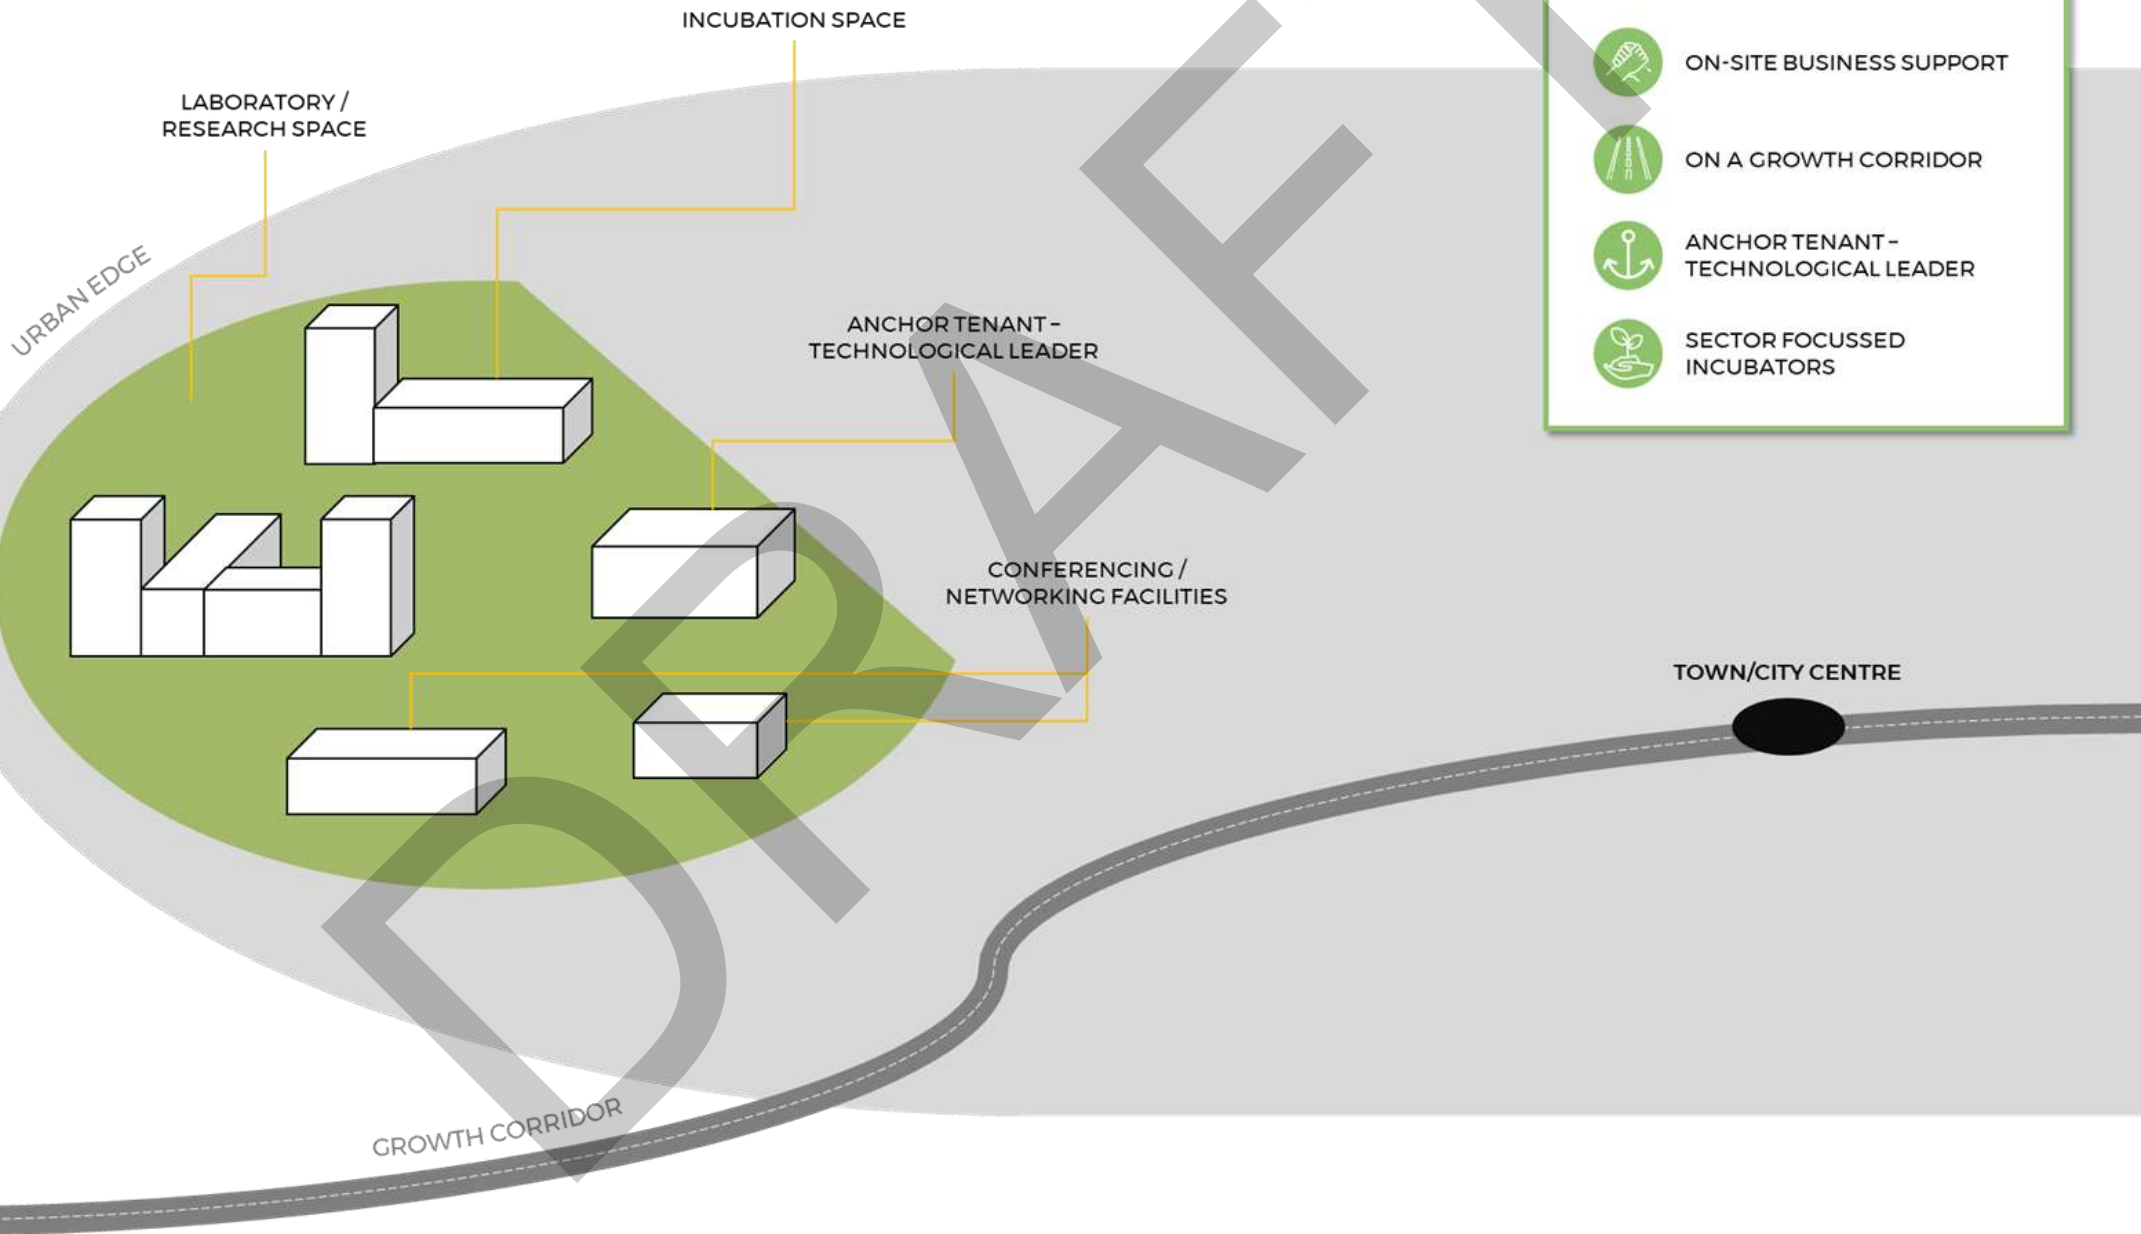 INCUBATION SPACE
LABORATORY /
RESEARCH SPACE
URBAN EDGE
ANCHOR TENANT –
TECHNOLOGICAL LEADER
CONFERENCING /
NETWORKING FACILITIES
TOWN/CITY CENTRE
GROWTH CORRIDOR
ON-SITE BUSINESS SUPPORT
ON A GROWTH CORRIDOR
ANCHOR TENANT –
TECHNOLOGICAL LEADER
SECTOR FOCUSSED
INCUBATORS
DRAFT